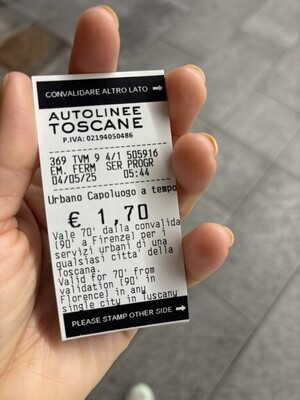 CONVALIDARE ALTRO LATO
AUTOLINEE
TOSCANE
P.IVA: 02194050486
369 TVM 9 4/1 505916
EM. FERM SER PROGR
04/05/25 05:44
Urbano Capoluogo a tempo
€ 1,70
Vale 70' dalla convalida
(90' a Firenze) per i
servizi urbani di una
qualsiasi citta' della
Toscana.
Valid for 70' from
validation (90' in
Florence) in any
single city in Tuscany
PLEASE STAMP OTHER SIDE